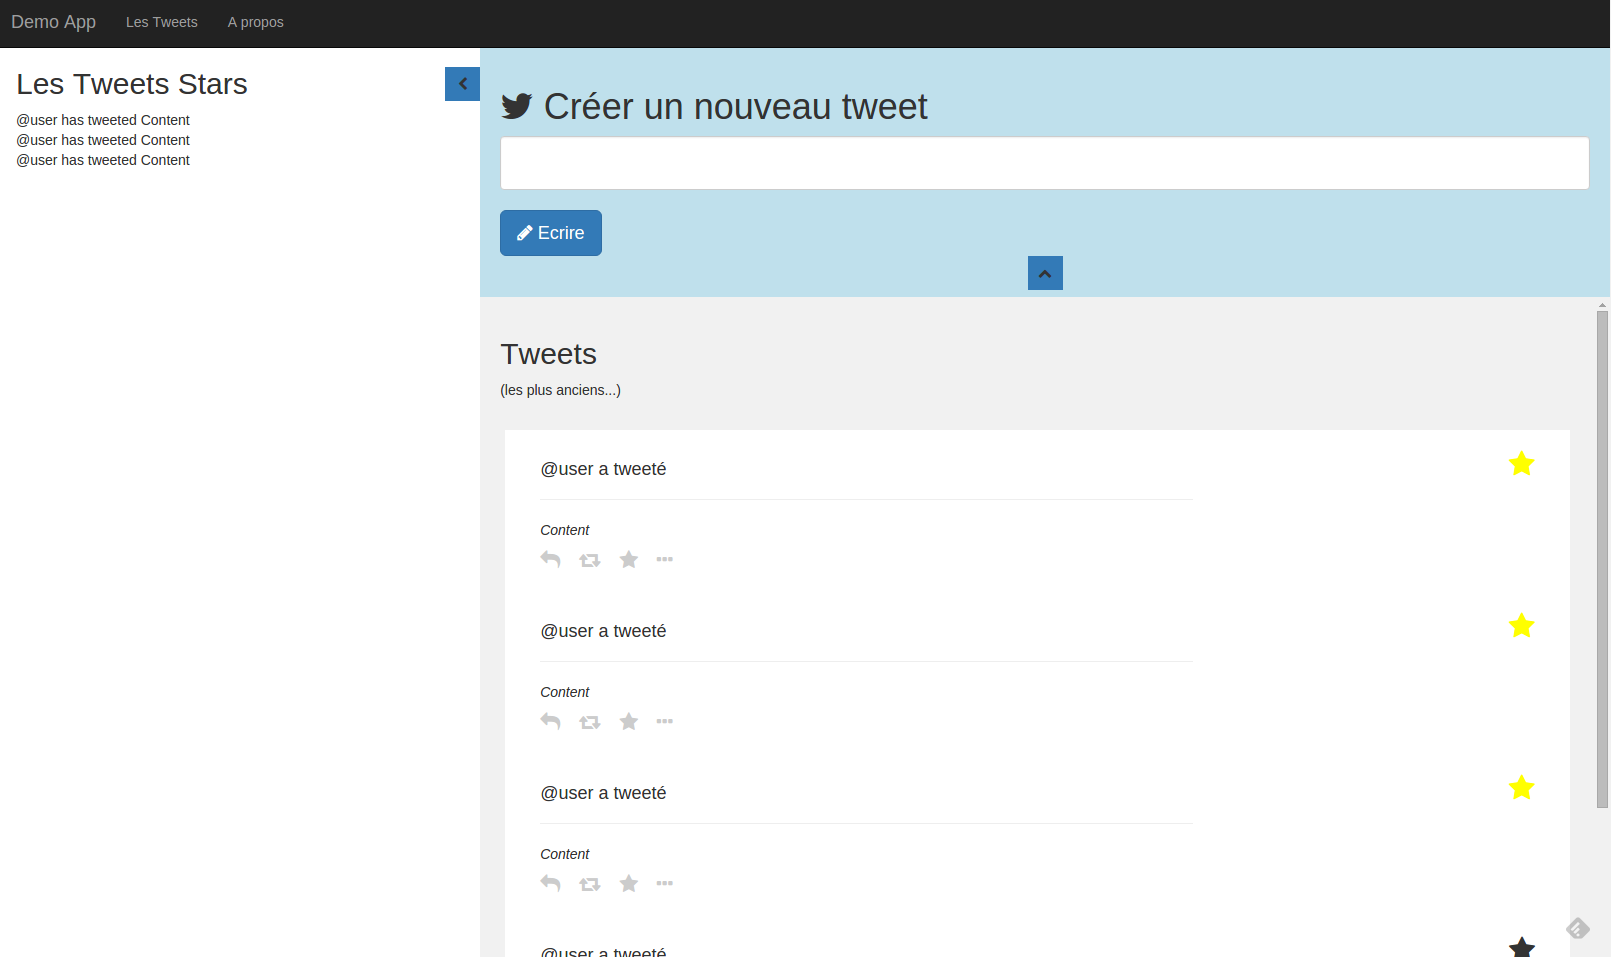 Demo App Les Tweets A propos
Les Tweets Stars
@user has tweeted Content
@user has tweeted Content
@user has tweeted Content
Créer un nouveau tweet
Ecrire
Tweets
(les plus anciens...)
@user a tweeté
Content
@user a tweeté
Content
@user a tweeté
Content
@user a tweeté